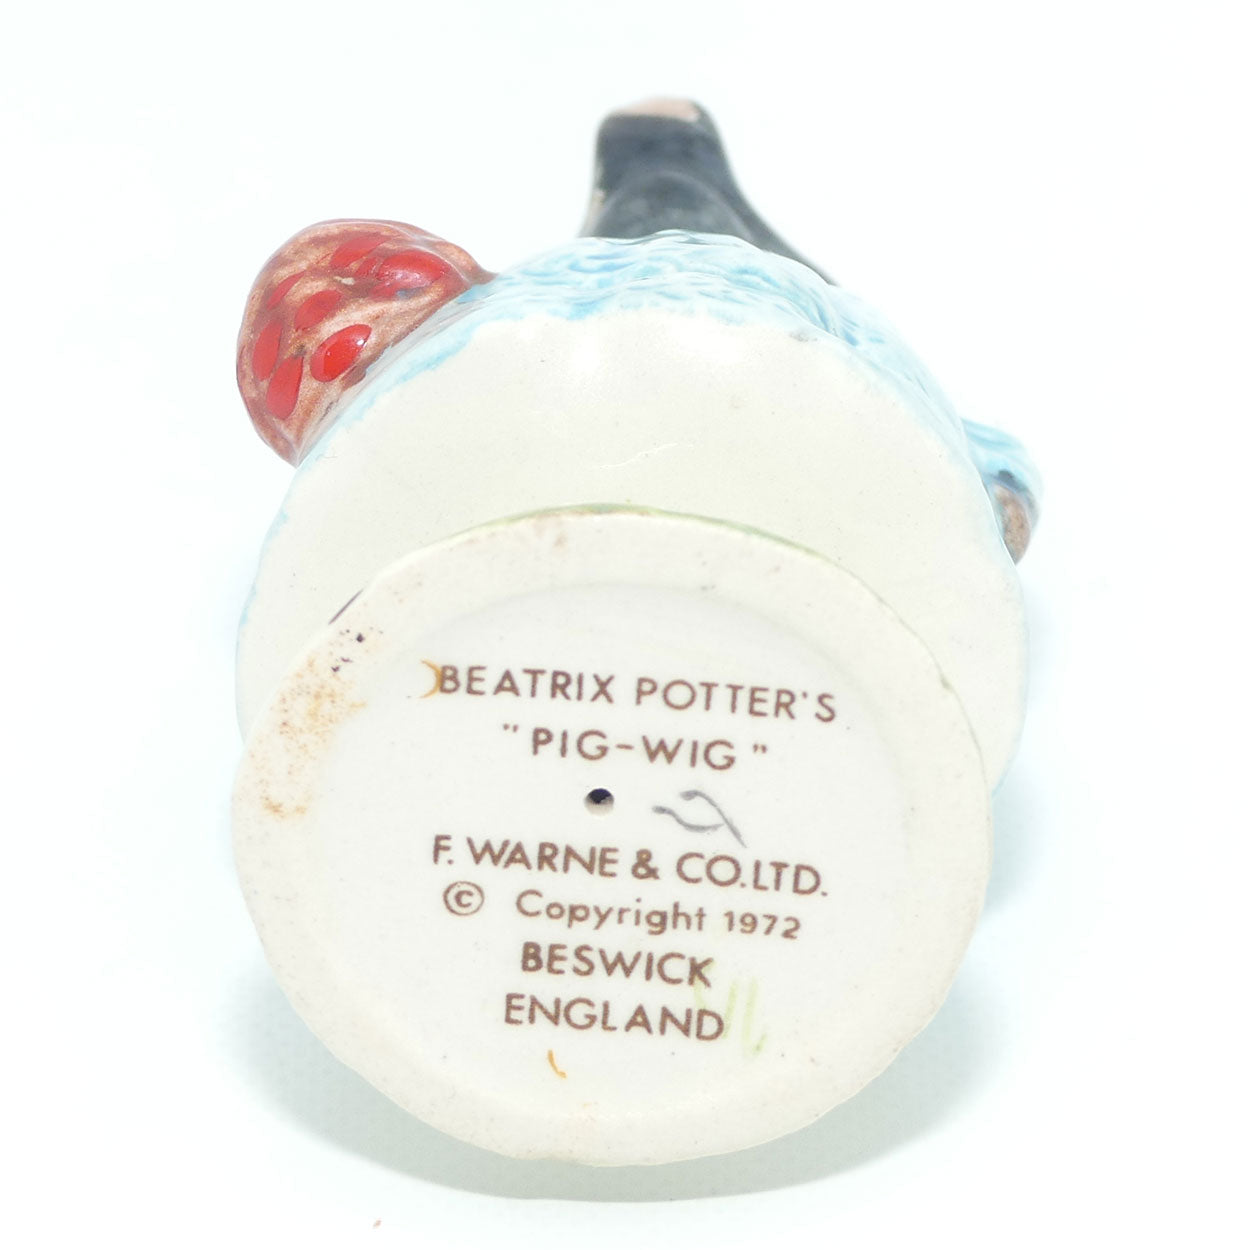 BEATRIX POTTER'S
"PIG-WIG"
F. WARNE & CO.LTD.
© Copyright 1972
BESWICK
ENGLAND